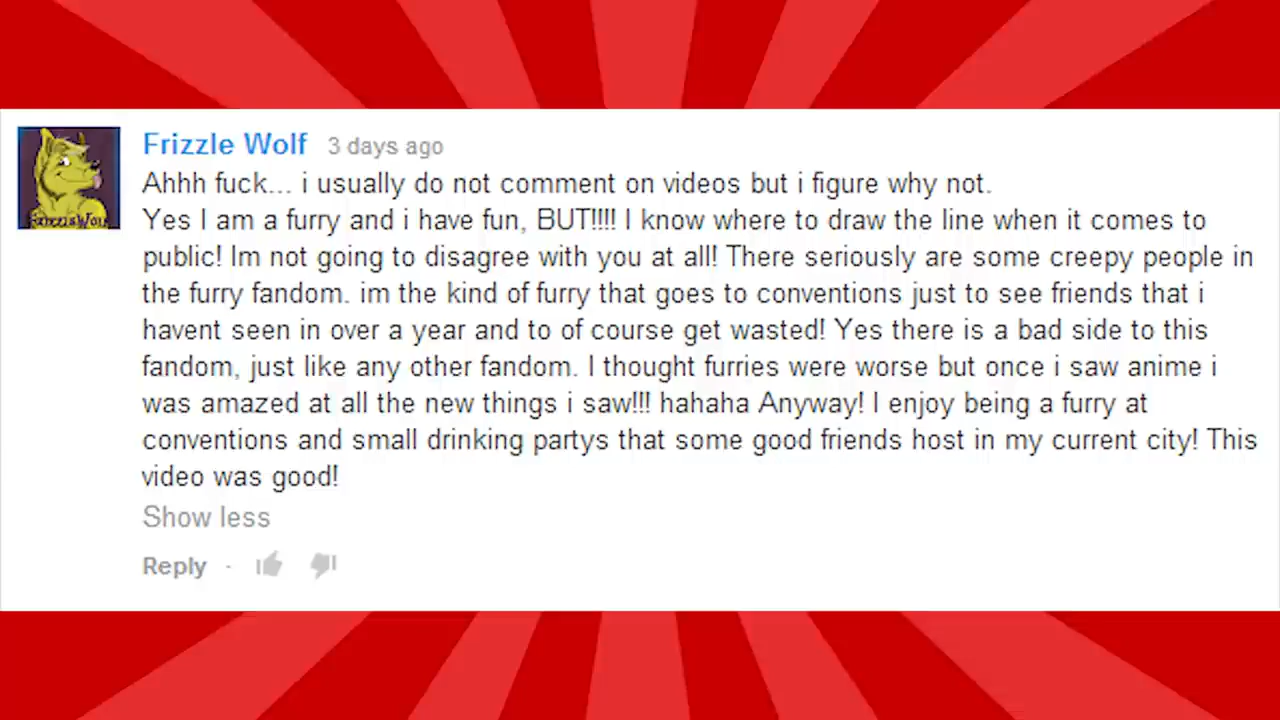 Frizzle Wolf 3 days ago
Ahhh fuck... i usually do not comment on videos but i figure why not.
Yes I am a furry and i have fun, BUT!!!! I know where to draw the line when it comes to
public! Im not going to disagree with you at all! There seriously are some creepy people in
the furry fandom. im the kind of furry that goes to conventions just to see friends that i
havent seen in over a year and to of course get wasted! Yes there is a bad side to this
fandom, just like any other fandom. I thought furries were worse but once i saw anime i
was amazed at all the new things i saw!!! hahaha Anyway! I enjoy being a furry at
conventions and small drinking partys that some good friends host in my current city! This
video was good!
Show less
Reply ·